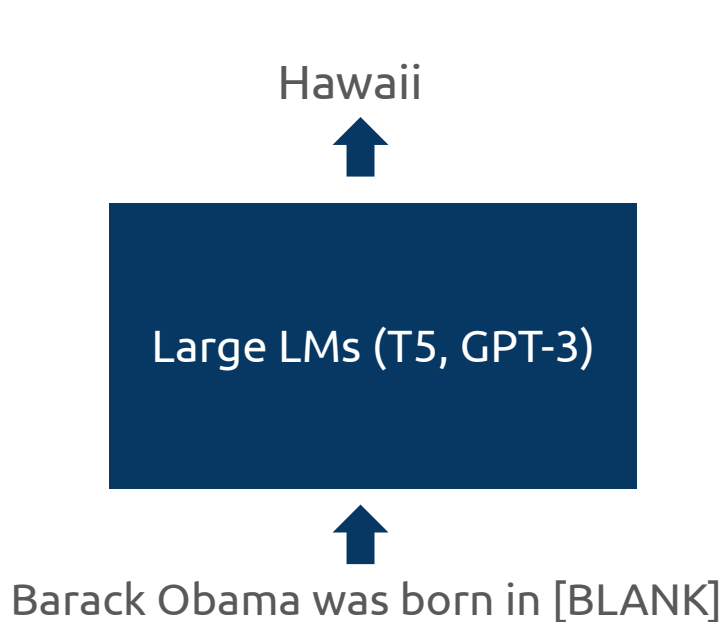 Hawaii
Large LMs (T5, GPT-3)
Barack Obama was born in [BLANK]